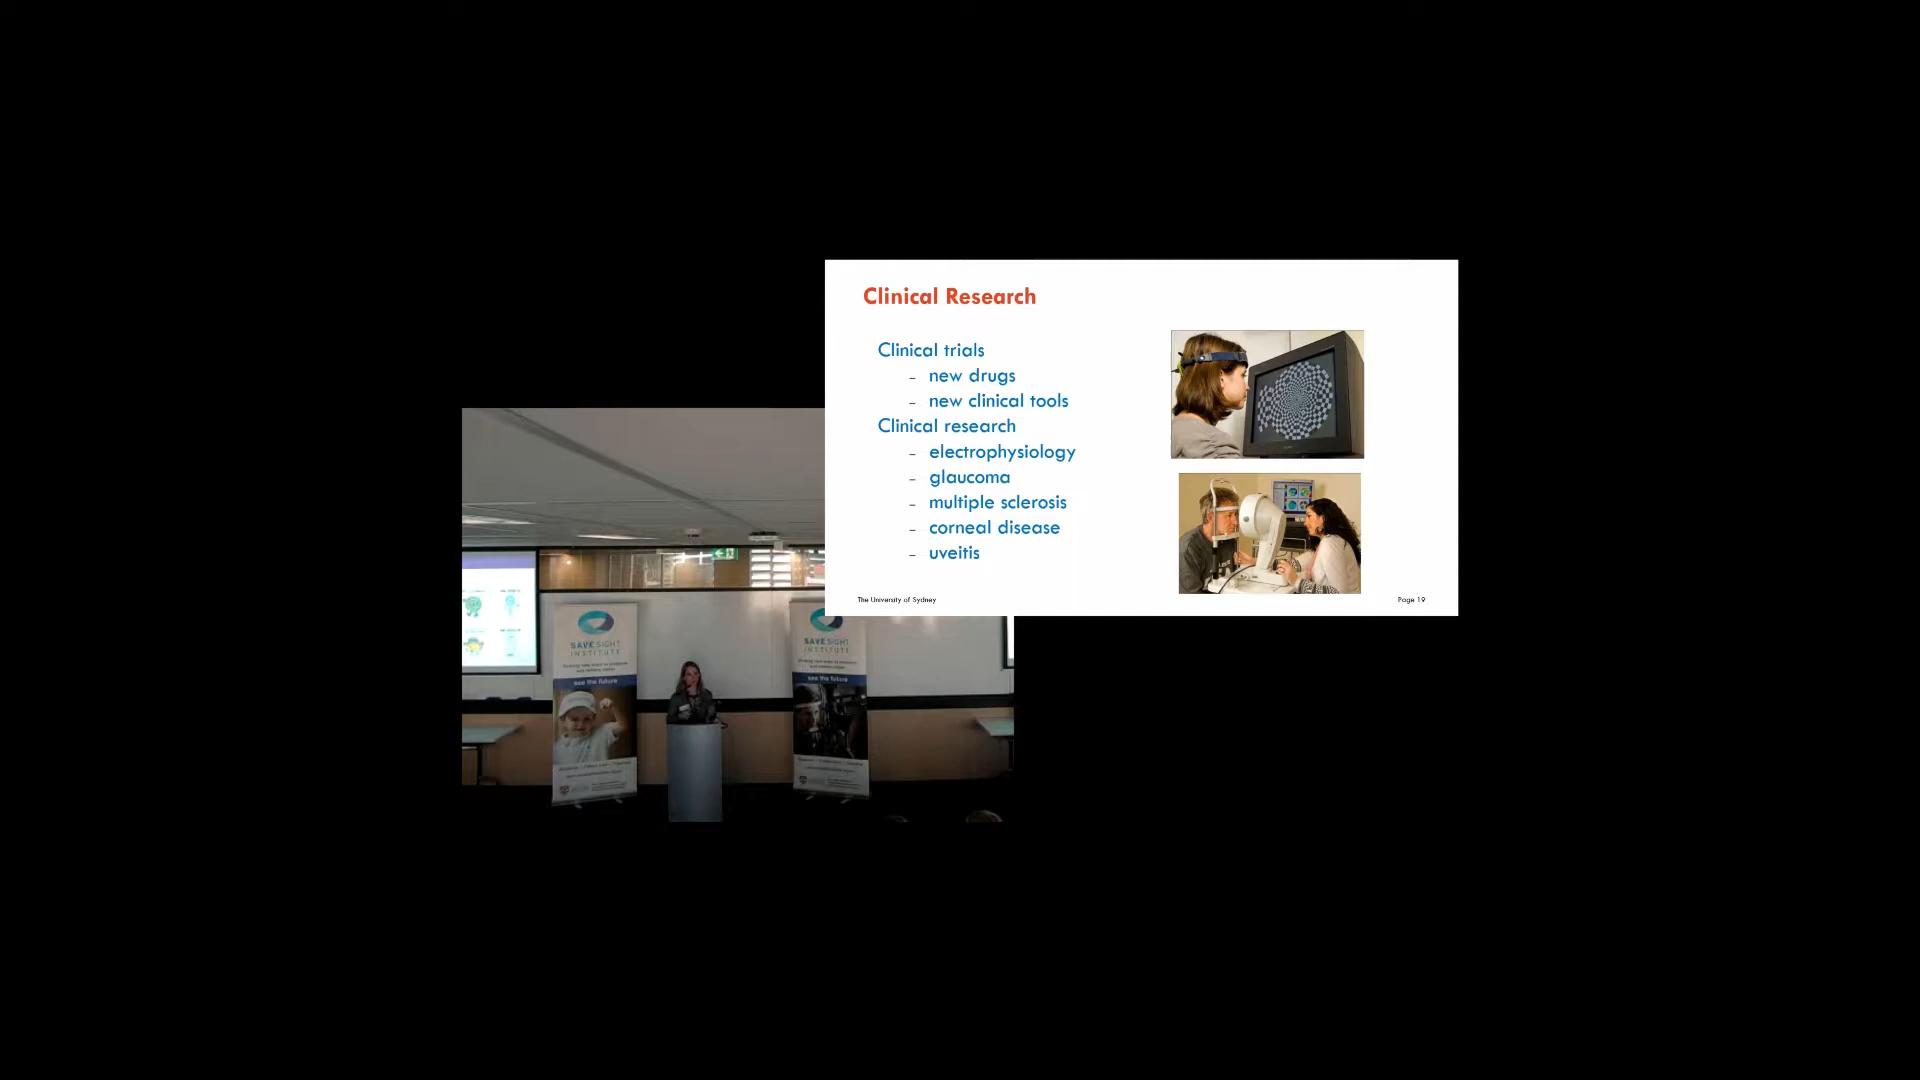 Clinical Research
Clinical trials
- new drugs
- new clinical tools
Clinical research
- electrophysiology
- glaucoma
- multiple sclerosis
- corneal disease
- uveitis
The University of Sydney
Page 19
SAVE SIGHT
INSTITUTE
see the future
SAVE SIGHT
INSTITUTE
see the future